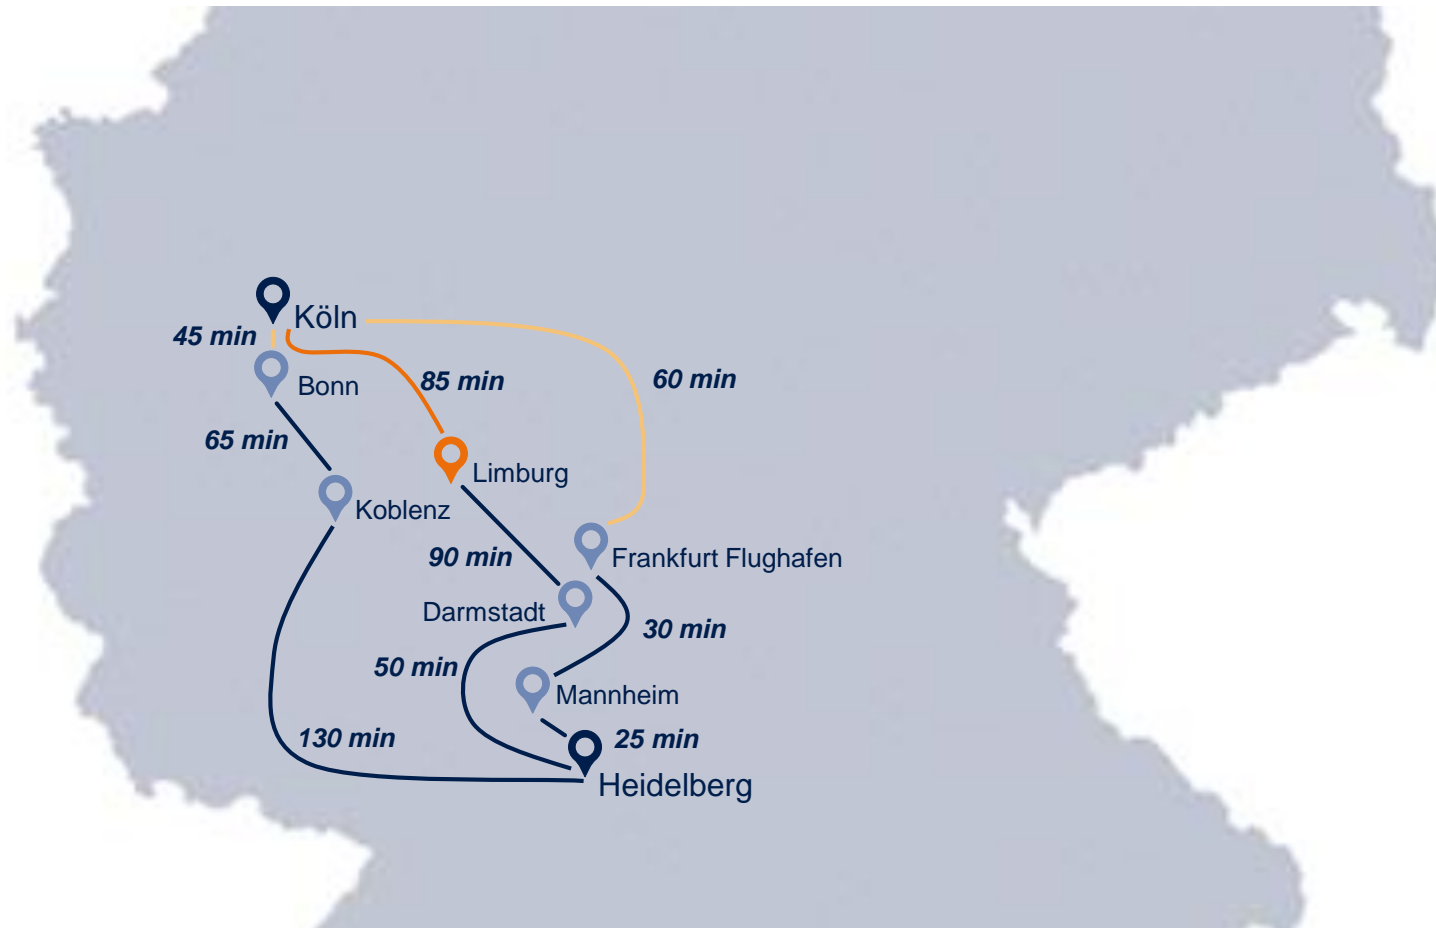 Köln
45 min
Bonn
85 min
60 min
65 min
Limburg
Koblenz
90 min
Frankfurt Flughafen
Darmstadt
30 min
50 min
Mannheim
130 min
25 min
Heidelberg